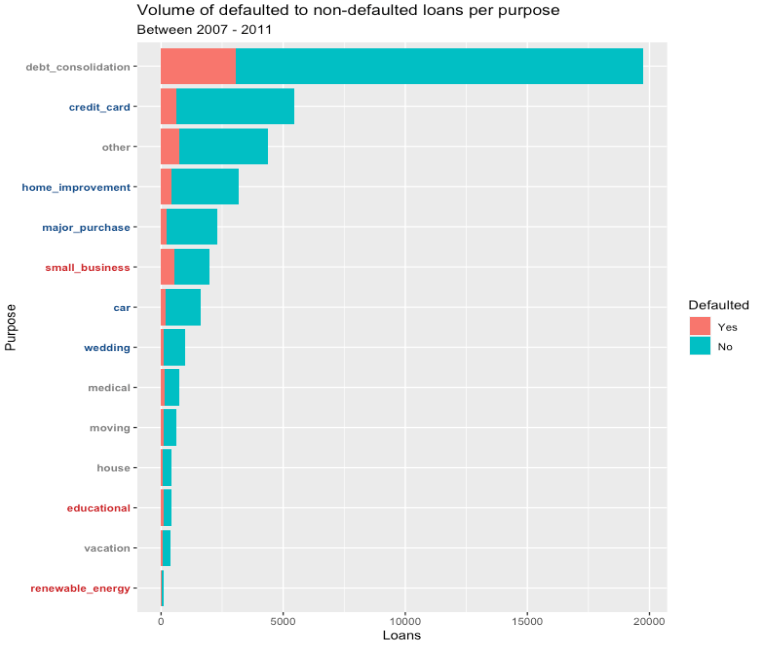 Volume of defaulted to non-defaulted loans per purpose
Between 2007 - 2011
Purpose
debt_consolidation
credit_card
other
home_improvement
major_purchase
small_business
car
wedding
medical
moving
house
educational
vacation
renewable_energy
0 5000 10000 15000 20000
Loans
Defaulted
Yes
No